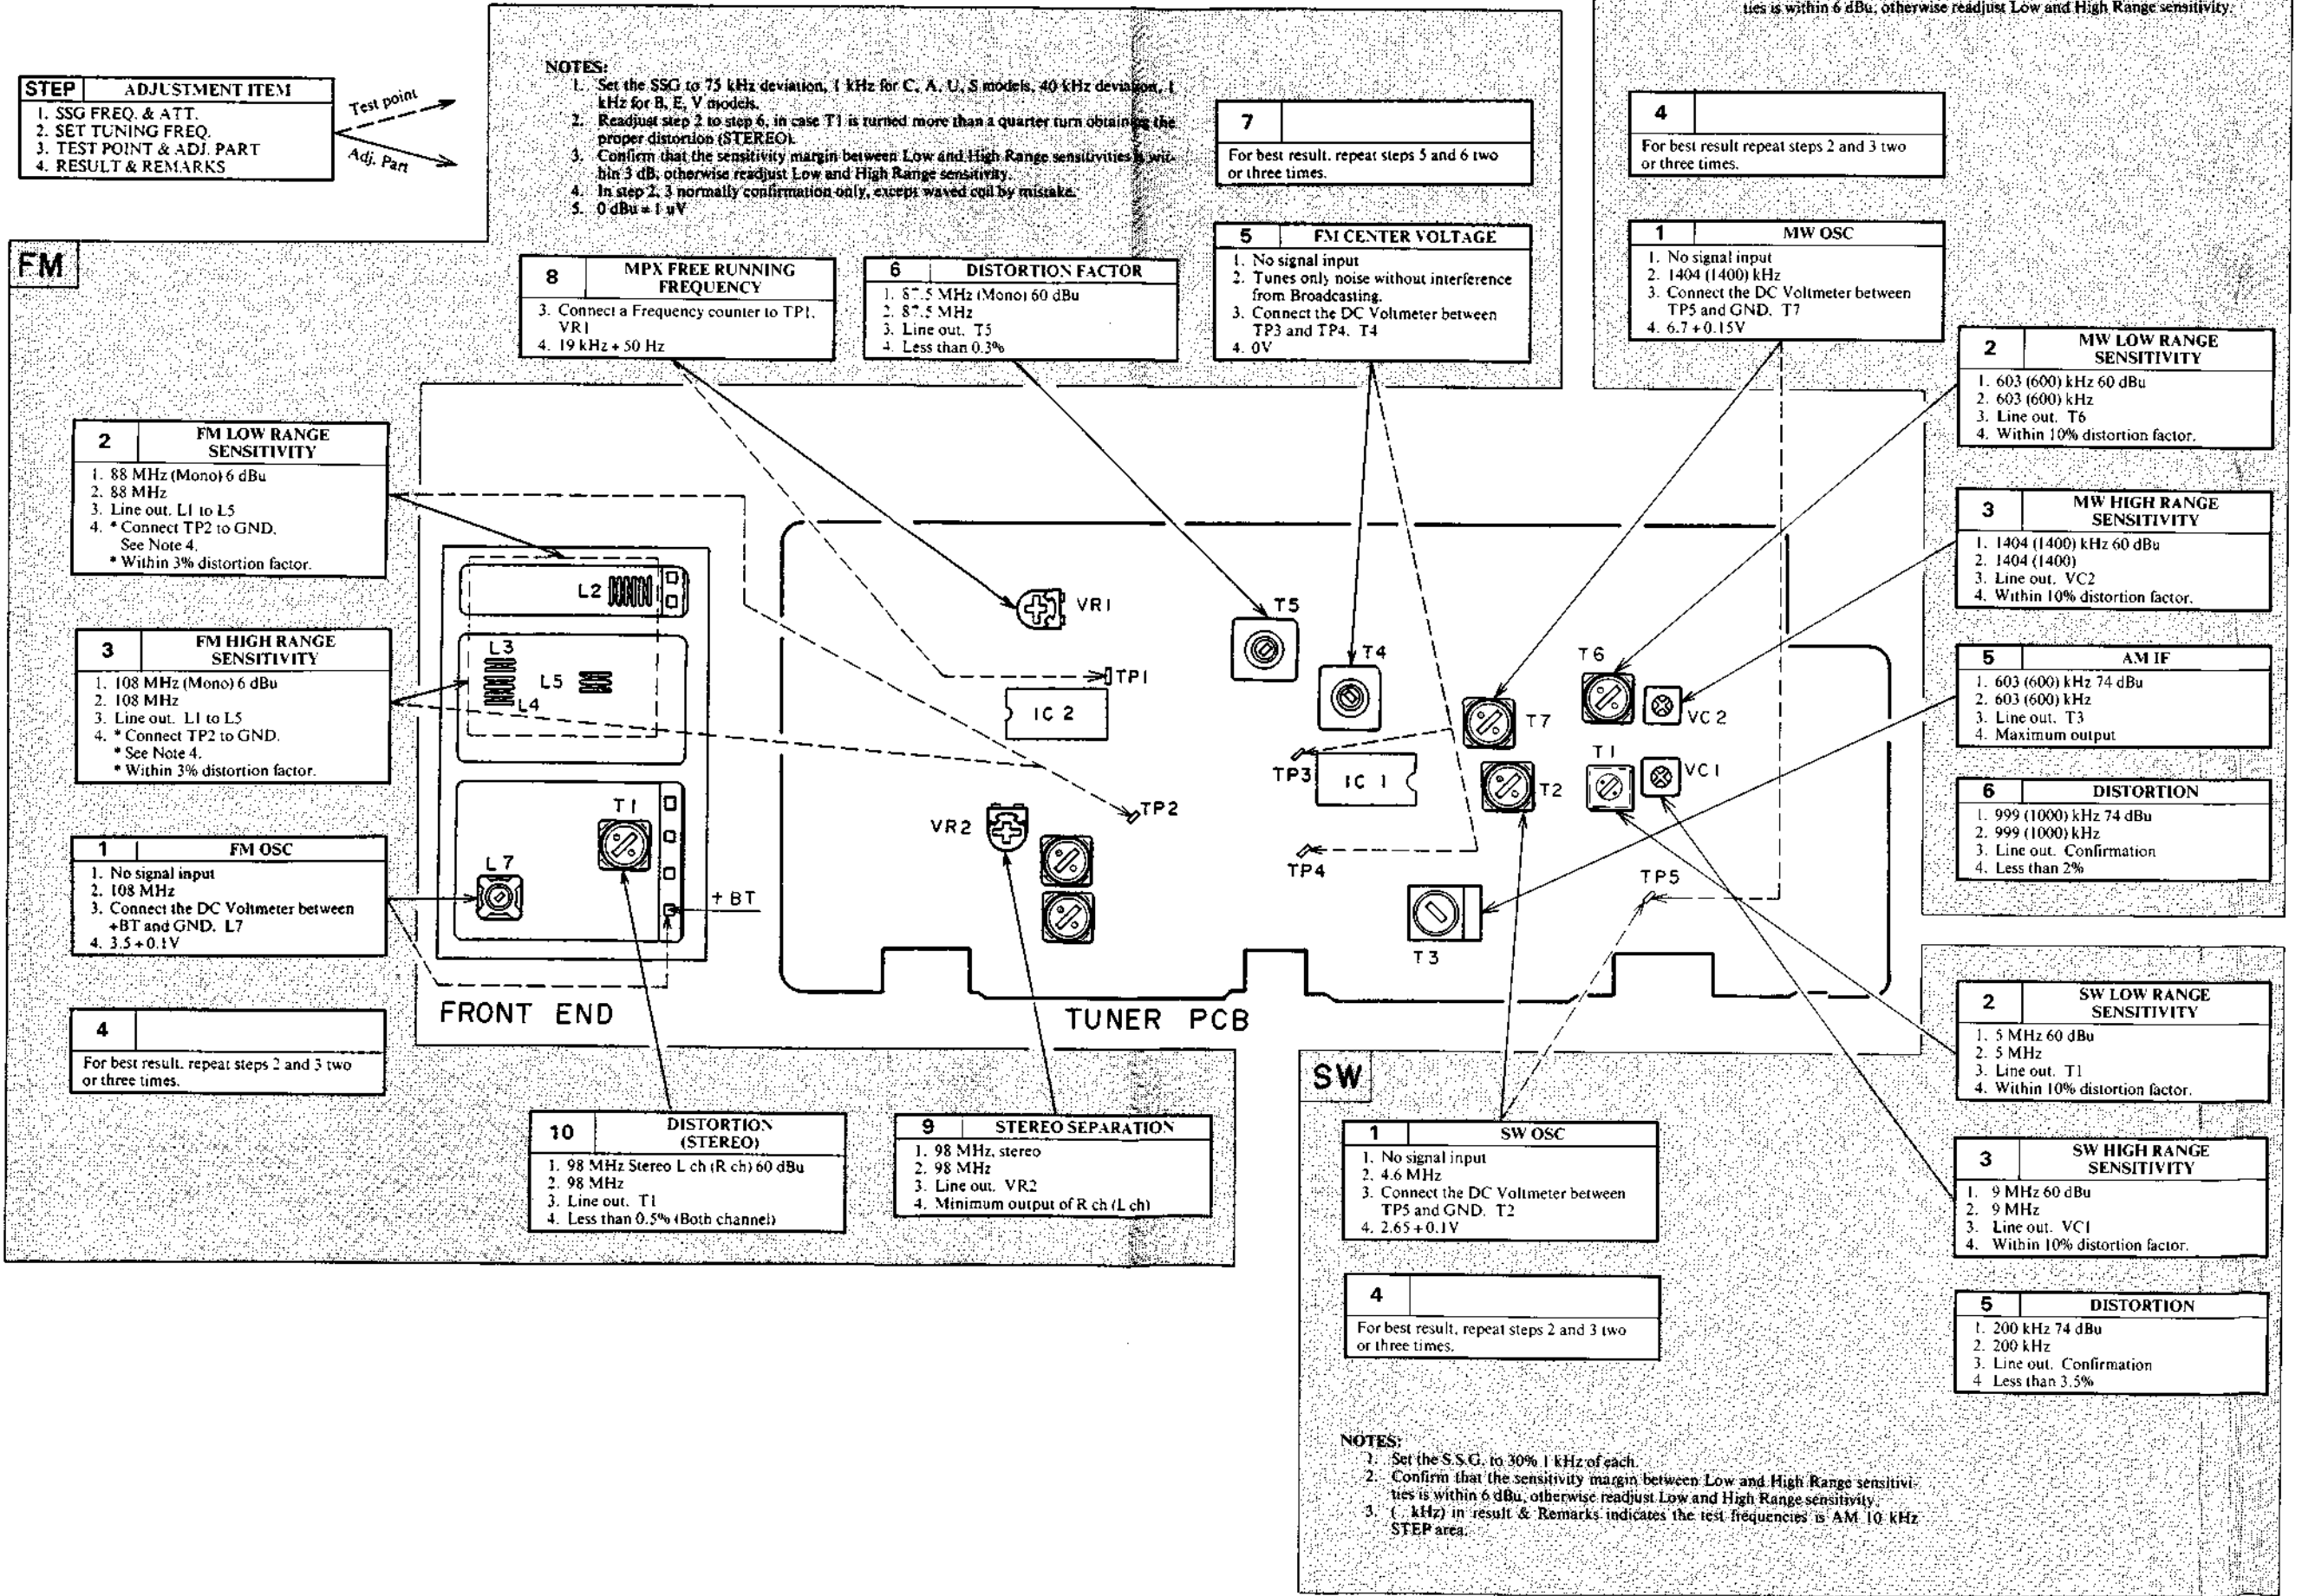 ties is within 6 dBu, otherwise readjust Low and High Range sensitivity.
STEP ADJUSTMENT ITEM
1. SSG FREQ. & ATT.
2. SET TUNING FREQ.
3. TEST POINT & ADJ. PART
4. RESULT & REMARKS
Test point
Adj. Part
NOTES:
1. Set the SSG to 75 kHz deviation, 1 kHz for C, A, U, S models, 40 kHz deviation, 1
kHz for B, E, V models.
2. Readjust step 2 to step 6, in case T1 is turned more than a quarter turn obtaining the
proper distortion (STEREO).
3. Confirm that the sensitivity margin between Low and High Range sensitivities is wit-
hin 3 dB, otherwise readjust Low and High Range sensitivity.
4. In step 2, 3 normally confirmation only, except waved coil by mistake.
5. 0 dBu = 1 uV
7
For best result, repeat steps 5 and 6 two
or three times.
4
For best result repeat steps 2 and 3 two
or three times.
FM
8 MPX FREE RUNNING
FREQUENCY
3. Connect a Frequency counter to TP1.
VR1
4. 19 kHz + 50 Hz
6 DISTORTION FACTOR
1. 87.5 MHz (Mono) 60 dBu
2. 87.5 MHz
3. Line out. T5
4. Less than 0.3%
5 FM CENTER VOLTAGE
1. No signal input
2. Tunes only noise without interference
from Broadcasting.
3. Connect the DC Voltmeter between
TP3 and TP4. T4
4. 0V
1 MW OSC
1. No signal input
2. 1404 (1400) kHz
3. Connect the DC Voltmeter between
TP5 and GND. T7
4. 6.7 + 0.15V
2 MW LOW RANGE
SENSITIVITY
1. 603 (600) kHz 60 dBu
2. 603 (600) kHz
3. Line out. T6
4. Within 10% distortion factor.
2 FM LOW RANGE
SENSITIVITY
1. 88 MHz (Mono) 6 dBu
2. 88 MHz
3. Line out. L1 to L5
4. * Connect TP2 to GND.
See Note 4.
* Within 3% distortion factor.
3 MW HIGH RANGE
SENSITIVITY
1. 1404 (1400) kHz 60 dBu
2. 1404 (1400)
3. Line out. VC2
4. Within 10% distortion factor.
3 FM HIGH RANGE
SENSITIVITY
1. 108 MHz (Mono) 6 dBu
2. 108 MHz
3. Line out. L1 to L5
4. * Connect TP2 to GND.
* See Note 4.
* Within 3% distortion factor.
5 AM IF
1. 603 (600) kHz 74 dBu
2. 603 (600) kHz
3. Line out. T3
4. Maximum output
6 DISTORTION
1. 999 (1000) kHz 74 dBu
2. 999 (1000) kHz
3. Line out. Confirmation
4. Less than 2%
1 FM OSC
1. No signal input
2. 108 MHz
3. Connect the DC Voltmeter between
+BT and GND. L7
4. 3.5 + 0.1V
4
For best result, repeat steps 2 and 3 two
or three times.
L2
L3
L4
L5
T1
L7
+ BT
FRONT END
VR1
TP1
IC 2
T5
T4
T6
VC 2
T7
T1
VC 1
TP3
IC 1
T2
TP2
VR2
TP4
TP5
T3
TUNER PCB
10 DISTORTION
(STEREO)
1. 98 MHz Stereo L ch (R ch) 60 dBu
2. 98 MHz
3. Line out. T1
4. Less than 0.5% (Both channel)
9 STEREO SEPARATION
1. 98 MHz, stereo
2. 98 MHz
3. Line out. VR2
4. Minimum output of R ch (L ch)
SW
1 SW OSC
1. No signal input
2. 4.6 MHz
3. Connect the DC Voltmeter between
TP5 and GND. T2
4. 2.65 + 0.1V
4
For best result, repeat steps 2 and 3 two
or three times.
2 SW LOW RANGE
SENSITIVITY
1. 5 MHz 60 dBu
2. 5 MHz
3. Line out. T1
4. Within 10% distortion factor.
3 SW HIGH RANGE
SENSITIVITY
1. 9 MHz 60 dBu
2. 9 MHz
3. Line out. VC1
4. Within 10% distortion factor.
5 DISTORTION
1. 200 kHz 74 dBu
2. 200 kHz
3. Line out. Confirmation
4 Less than 3.5%
NOTES:
1. Set the S.S.G. to 30% 1 kHz of each.
2. Confirm that the sensitivity margin between Low and High Range sensitivi-
ties is within 6 dBu, otherwise readjust Low and High Range sensitivity.
3. ( kHz) in result & Remarks indicates the test frequencies is AM 10 kHz
STEP area.